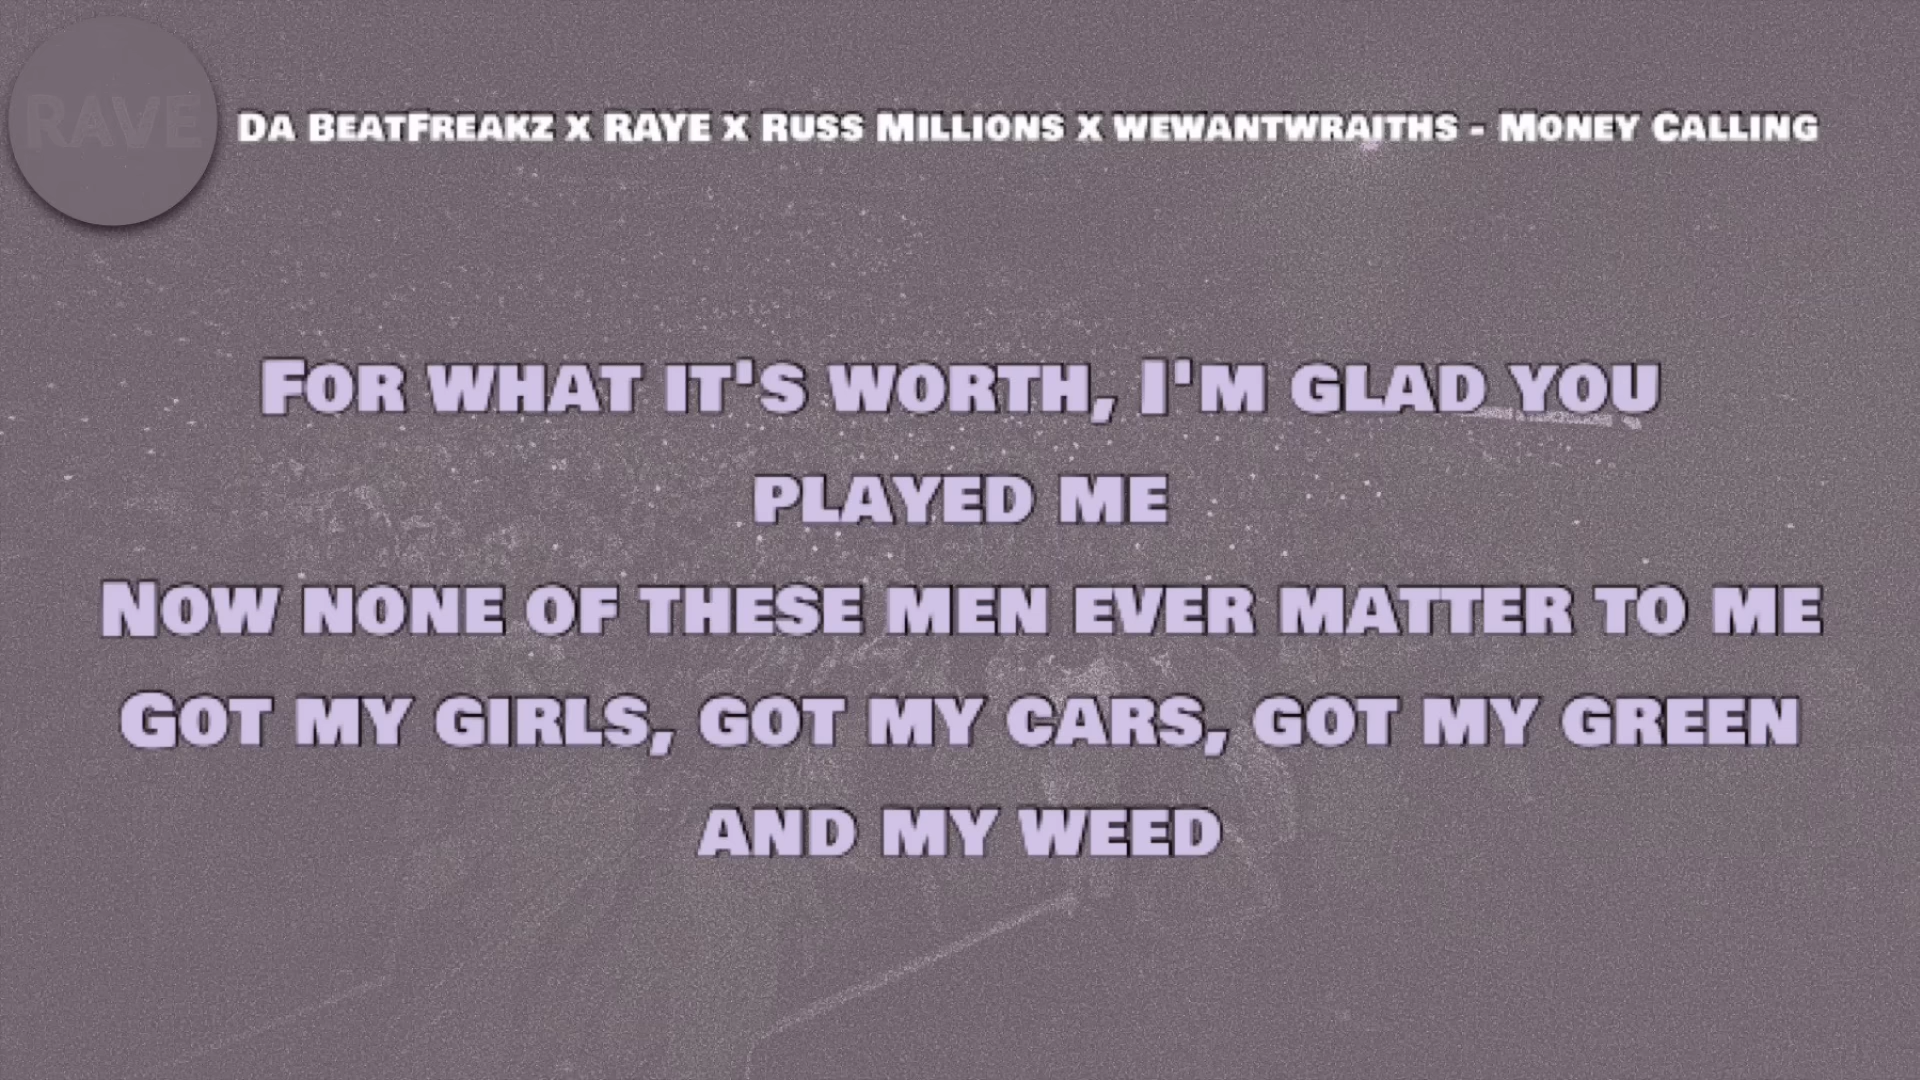 RAVE
Da BeatFreakz x RAYE x Russ Millions x wewantwraiths - Money Calling
For what it's worth, I'm glad you
played me
Now none of these men ever matter to me
Got my girls, got my cars, got my green
and my weed